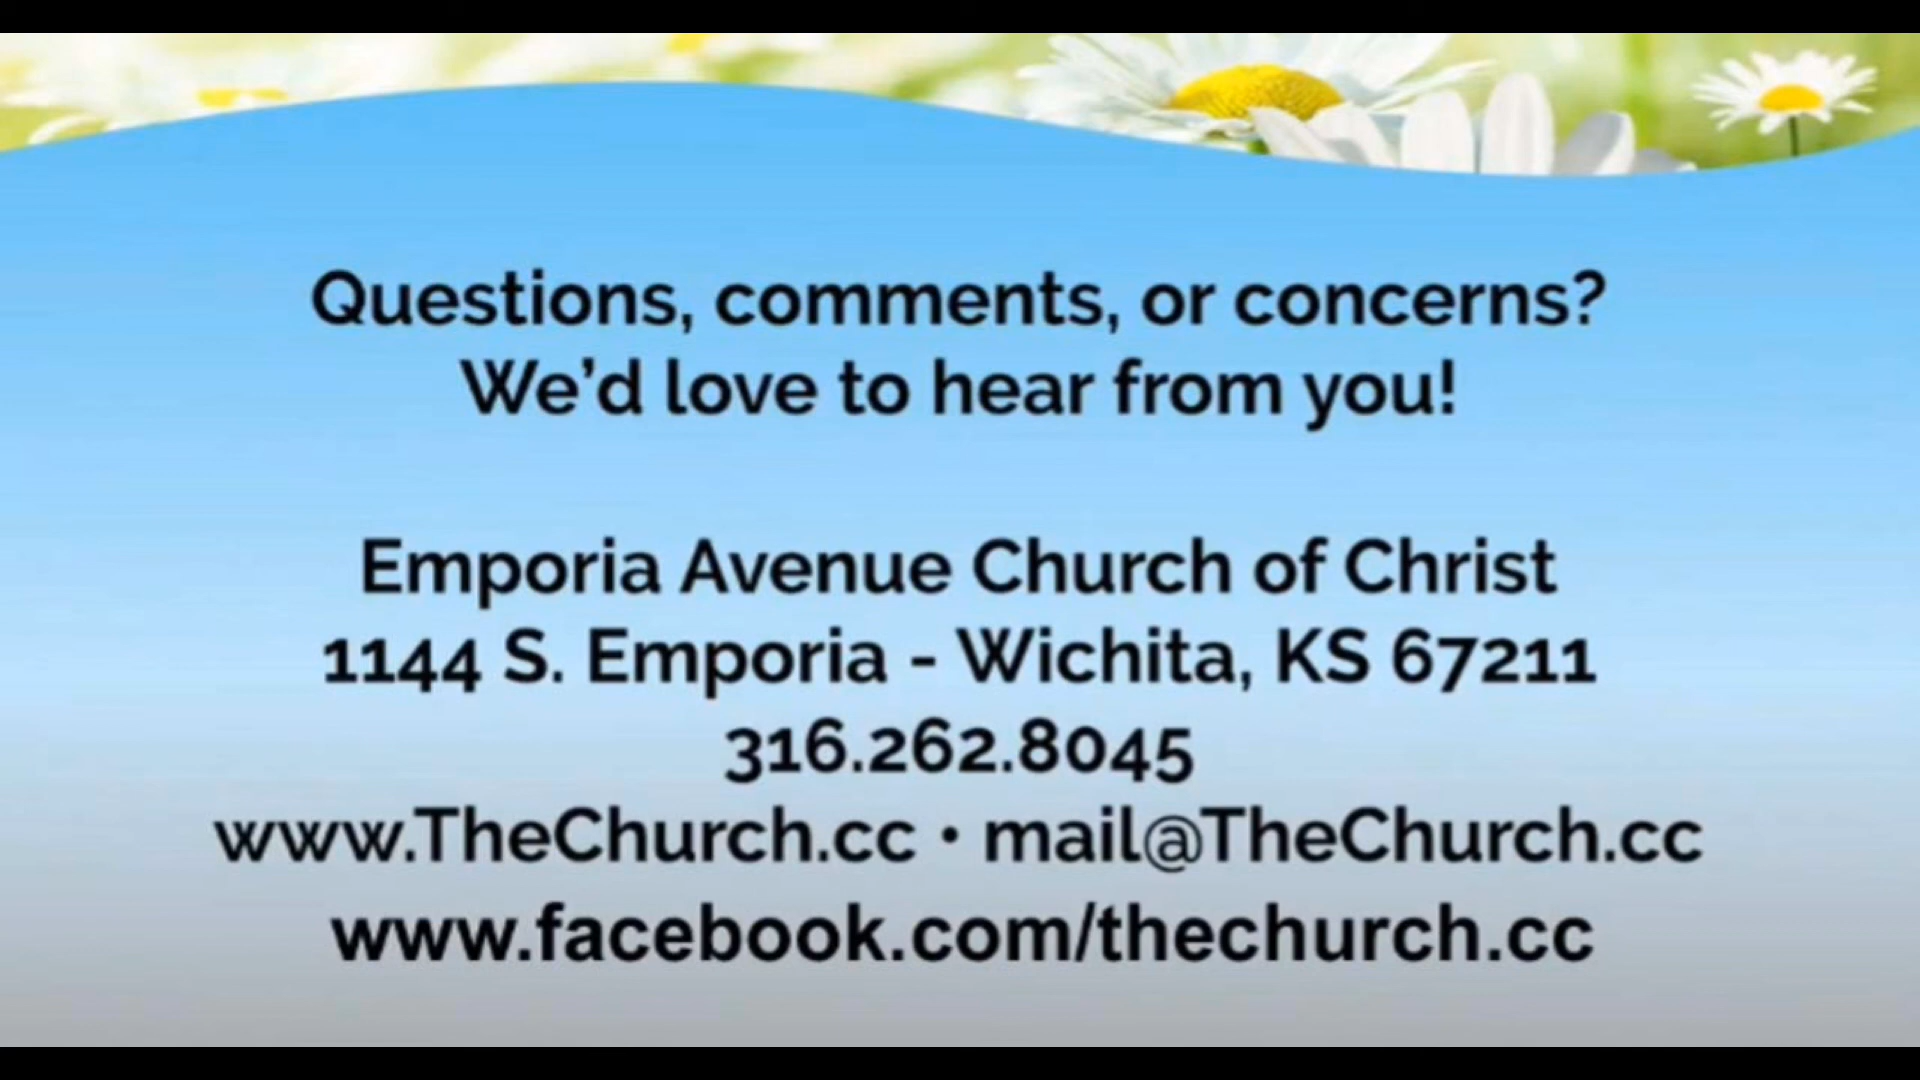 Questions, comments, or concerns?
We'd love to hear from you!
Emporia Avenue Church of Christ
1144 S. Emporia - Wichita, KS 67211
316.262.8045
www.TheChurch.cc • mail@TheChurch.cc
www.facebook.com/thechurch.cc